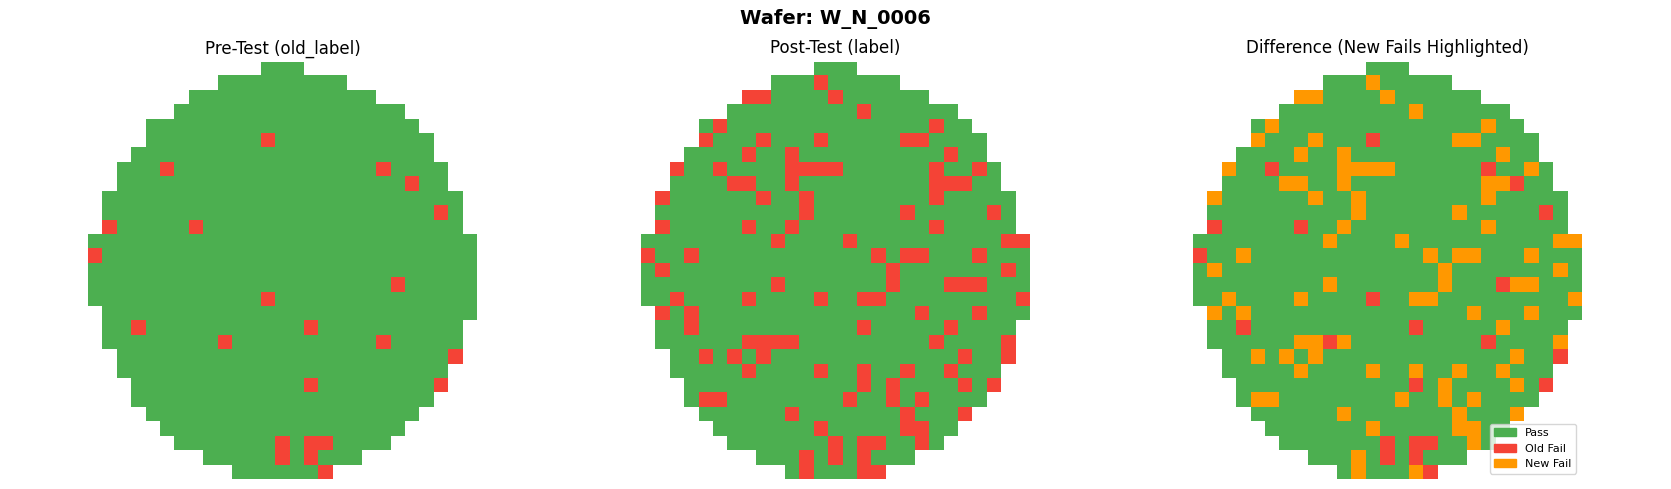 Wafer: W_N_0006
Pre-Test (old_label)
Post-Test (label)
Difference (New Fails Highlighted)
Pass
Old Fail
New Fail